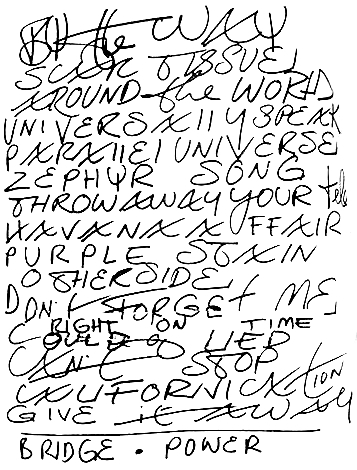 By the WAY
SCAR TISSUE
AROUND the WORLD
UNIVERSALLY SPEAK
PARALLEL UNIVERSE
ZEPHYR SONG
THROW AWAY YOUR tele
HAVANA AFFAIR
PURPLE STAIN
OTHERSIDE
DON't FORGEt ME
RIGHT ON TIME
COULD a LIED
CAN't STOP
CALIFORNICATION
GIVE it AWAY
BRIDGE • POWER